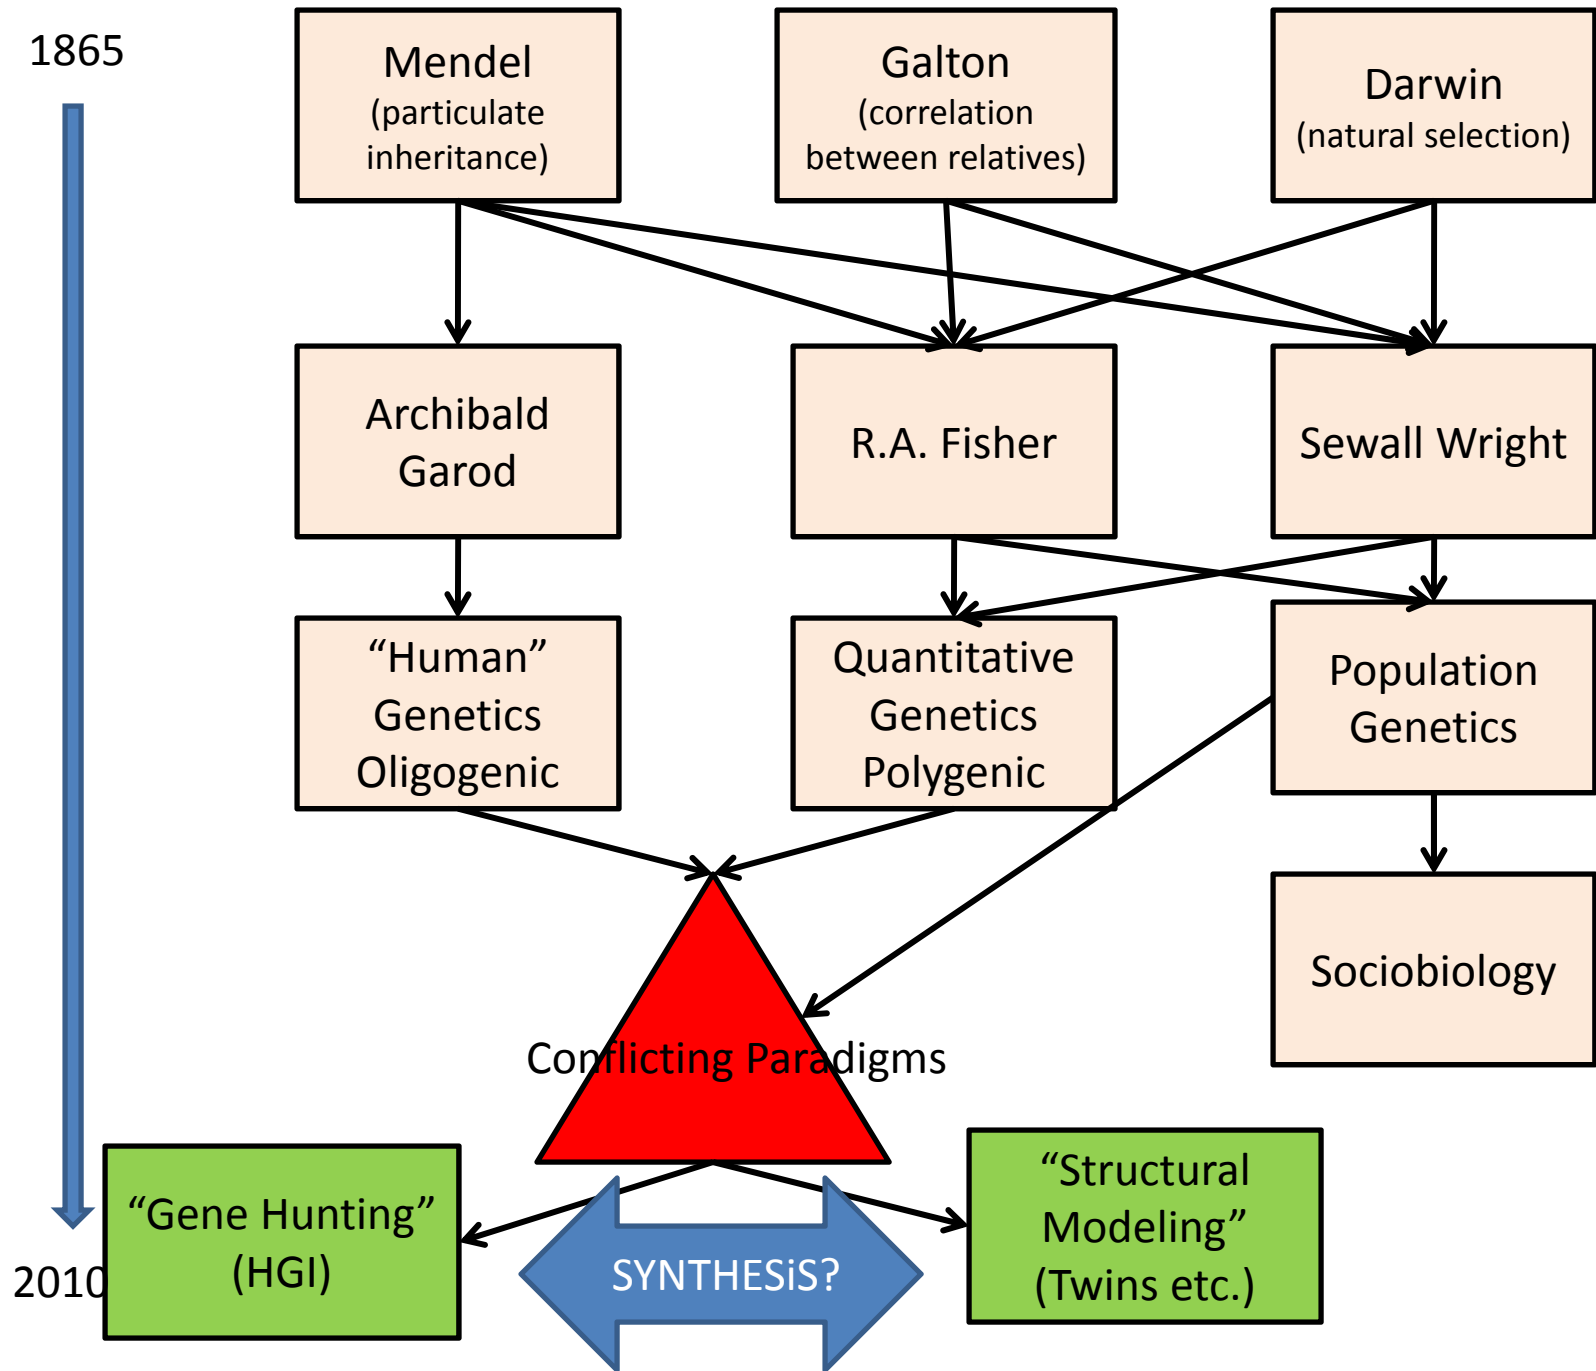 1865
Mendel
(particulate
inheritance)
Galton
(correlation
between relatives)
Darwin
(natural selection)
Archibald
Garod
R.A. Fisher
Sewall Wright
“Human”
Genetics
Oligogenic
Quantitative
Genetics
Polygenic
Population
Genetics
Sociobiology
Conflicting Paradigms
“Gene Hunting”
(HGI)
SYNTHESiS?
“Structural
Modeling”
(Twins etc.)
2010